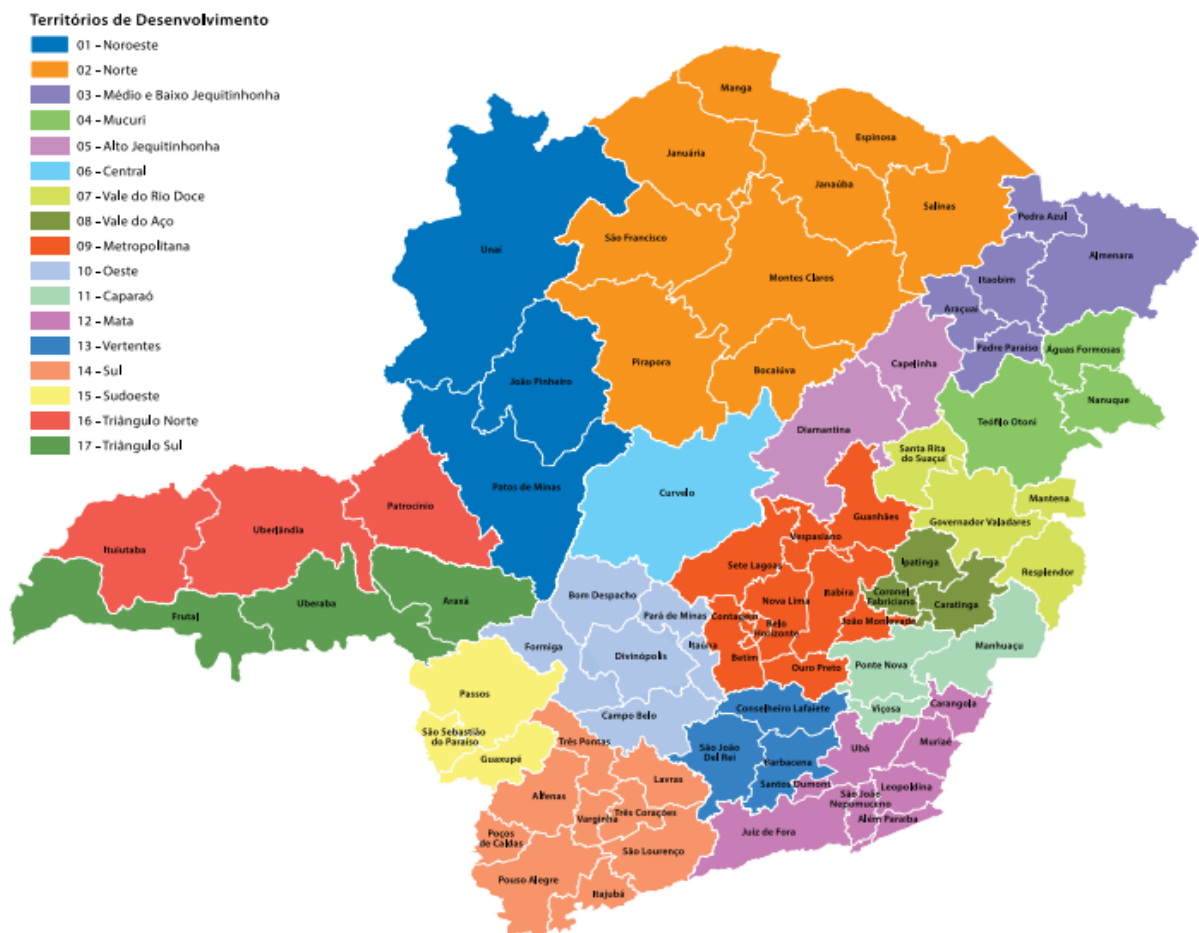 Territórios de Desenvolvimento
01 - Noroeste
02 - Norte
03 - Médio e Baixo Jequitinhonha
04 - Mucuri
05 - Alto Jequitinhonha
06 - Central
07 - Vale do Rio Doce
08 - Vale do Aço
09 - Metropolitana
10 - Oeste
11 - Caparaó
12 - Mata
13 - Vertentes
14 - Sul
15 - Sudoeste
16 - Triângulo Norte
17 - Triângulo Sul
Manga
Espinosa
Januária
Janaúba
Salinas
Pedra Azul
São Francisco
Unaí
Almenara
Montes Claros
Itaobim
Araçuaí
Padre Paraíso
Águas Formosas
Pirapora
Bocaiúva
Capelinha
João Pinheiro
Nanuque
Teófilo Otoni
Diamantina
Santa Rita
do Suaçuí
Patos de Minas
Curvelo
Mantena
Patrocínio
Guanhães
Governador Valadares
Uberlândia
Vespasiano
Ituiutaba
Ipatinga
Sete Lagoas
Resplendor
Itabira
Coronel
Fabriciano
Bom Despacho
Nova Lima
Araxá
Uberaba
Caratinga
Frutal
Pará de Minas
Contagem
João Monlevade
Belo
Horizonte
Itaúna
Formiga
Manhuaçu
Divinópolis
Betim
Ponte Nova
Ouro Preto
Passos
Carangola
Conselheiro Lafaiete
Viçosa
Campo Belo
São Sebastião
do Paraíso
Três Pontas
Muriaé
São João
Del Rei
Ubá
Guaxupé
Barbacena
Lavras
Santos Dumont
Leopoldina
Alfenas
São João
Nepomuceno
Três Corações
Varginha
Além Paraíba
Juiz de Fora
Poços
de Caldas
São Lourenço
Pouso Alegre
Itajubá